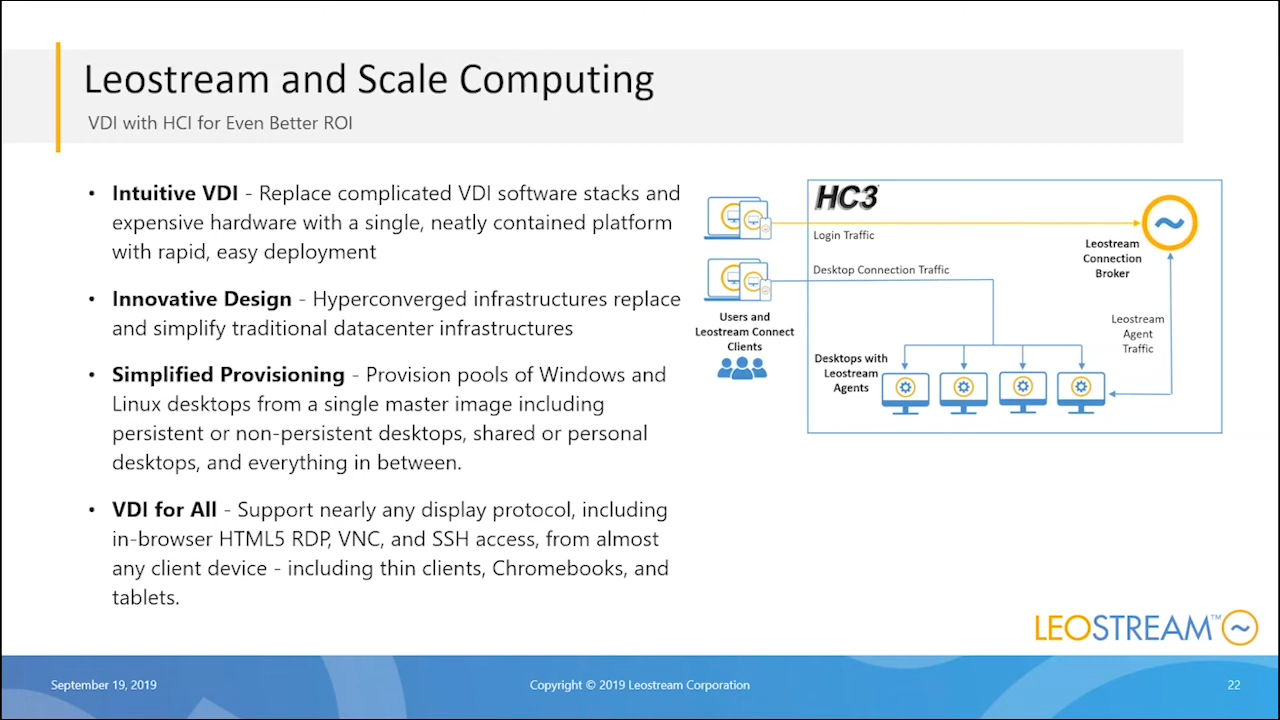 Leostream and Scale Computing
VDI with HCI for Even Better ROI
• Intuitive VDI - Replace complicated VDI software stacks and
expensive hardware with a single, neatly contained platform
with rapid, easy deployment
• Innovative Design - Hyperconverged infrastructures replace
and simplify traditional datacenter infrastructures
• Simplified Provisioning - Provision pools of Windows and
Linux desktops from a single master image including
persistent or non-persistent desktops, shared or personal
desktops, and everything in between.
• VDI for All - Support nearly any display protocol, including
in-browser HTML5 RDP, VNC, and SSH access, from almost
any client device - including thin clients, Chromebooks, and
tablets.
HC3
Login Traffic
Leostream
Connection
Broker
Desktop Connection Traffic
Users and
Leostream Connect
Clients
Leostream
Agent
Traffic
Desktops with
Leostream
Agents
LEOSTREAM™
September 19, 2019
Copyright © 2019 Leostream Corporation
22